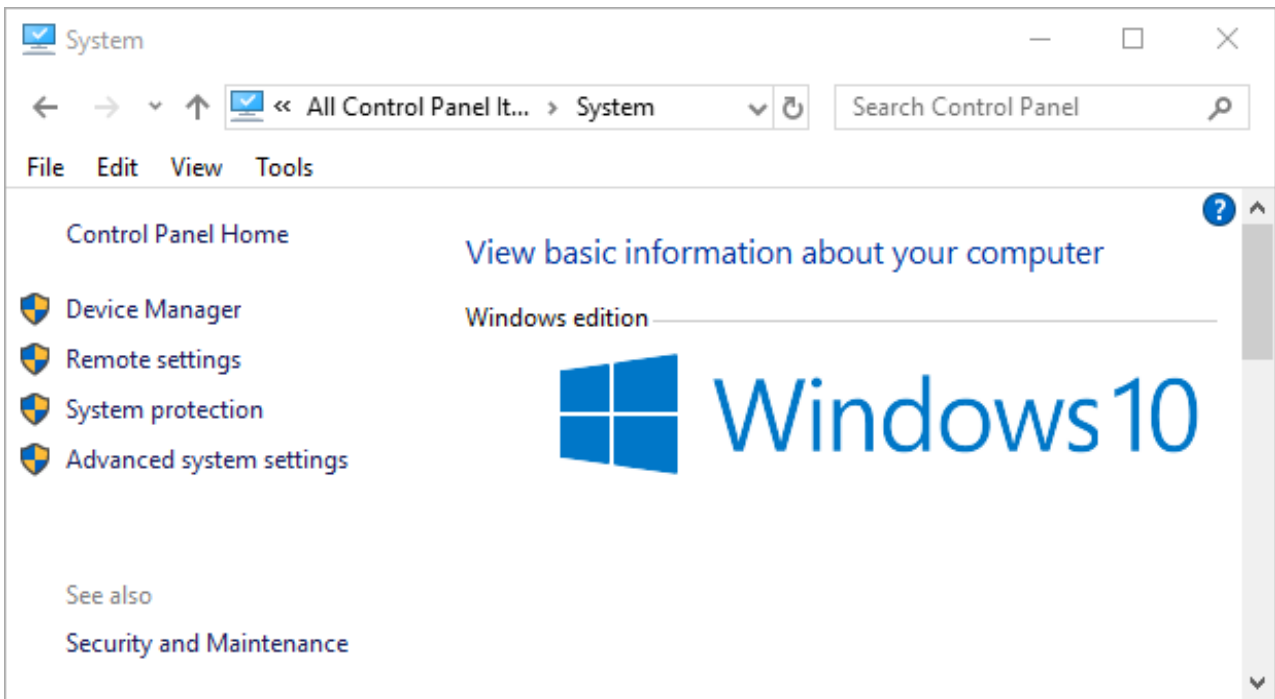 System
« All Control Panel It... › System
Search Control Panel
File Edit View Tools
Control Panel Home
Device Manager
Remote settings
System protection
Advanced system settings
See also
Security and Maintenance
?
View basic information about your computer
Windows edition
Windows 10